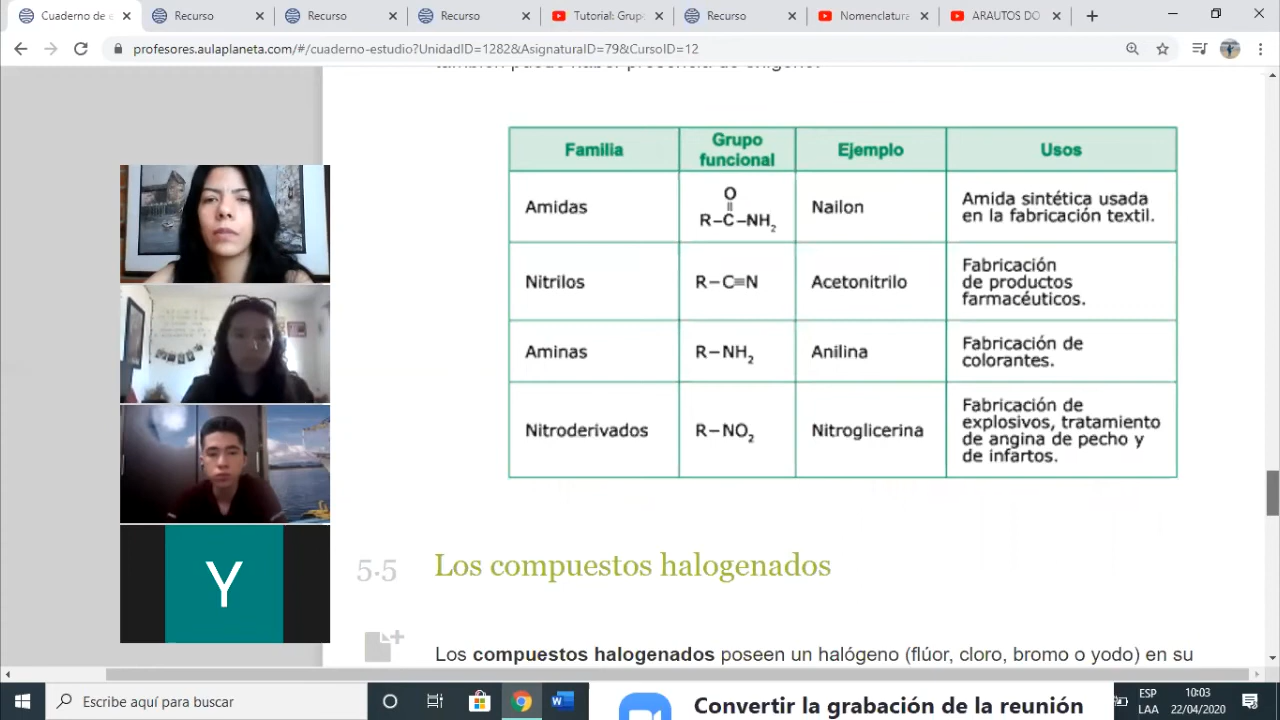 Cuaderno de e
Recurso
Recurso
Recurso
Tutorial: Grup
Recurso
Nomenclatura
ARAUTOS DO
profesores.aulaplaneta.com/#/cuaderno-estudio?UnidadID=1282&AsignaturaID=79&CursoID=12
Familia
Grupo
funcional
Ejemplo
Usos
Amidas
O
||
R–C–NH₂
Nailon
Amida sintética usada
en la fabricación textil.
Nitrilos
R–C≡N
Acetonitrilo
Fabricación
de productos
farmacéuticos.
Aminas
R–NH₂
Anilina
Fabricación de
colorantes.
Nitroderivados
R–NO₂
Nitroglicerina
Fabricación de
explosivos, tratamiento
de angina de pecho y
de infartos.
5.5 Los compuestos halogenados
Y
Los compuestos halogenados poseen un halógeno (flúor, cloro, bromo o yodo) en su
Escribe aquí para buscar
Convertir la grabación de la reunión
ESP
LAA
10:03
22/04/2020